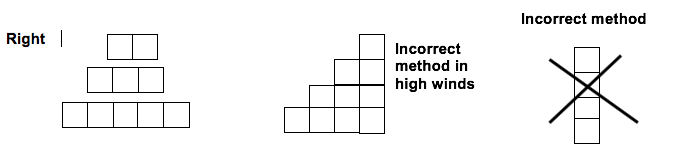 Right
Incorrect
method in
high winds
Incorrect method